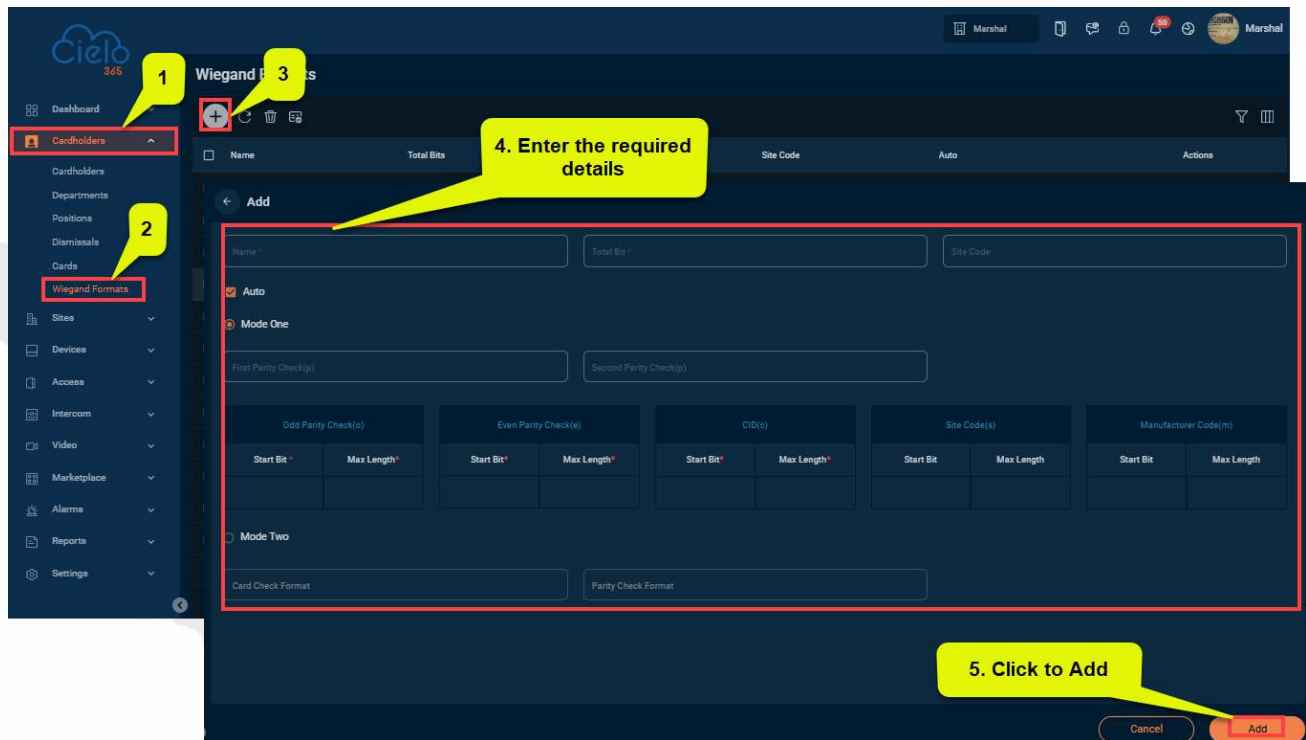 Cielo
365
Marshal
50
Marshal
1
Wiegand F
3
ts
Dashboard
Cardholders
Cardholders
Departments
Positions
2
Dismissals
Cards
Wiegand Formats
Sites
Devices
Access
Intercom
Video
Marketplace
Alarms
Reports
Settings
Name
Total Bits
Site Code
Auto
Actions
4. Enter the required
details
Add
Name *
Total Bit *
Site Code
Auto
Mode One
First Parity Check(p)
Second Parity Check(p)
Odd Parity Check(o)
Even Parity Check(e)
CID(c)
Site Code(s)
Manufacturer Code(m)
Start Bit *
Max Length*
Start Bit*
Max Length*
Start Bit*
Max Length*
Start Bit
Max Length
Start Bit
Max Length
Mode Two
Card Check Format
Parity Check Format
5. Click to Add
Cancel
Add